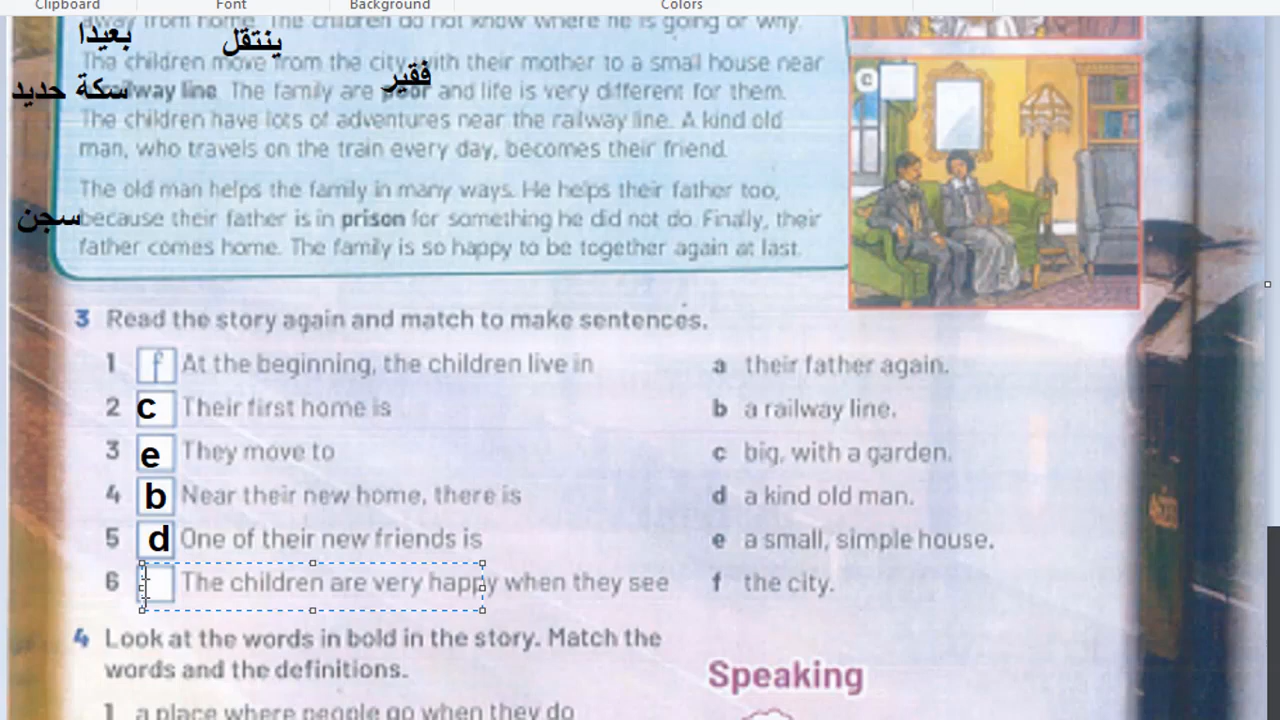 Clipboard Font Background Colors
away from home. The children do not know where he is going or why.
بعيدا ينتقل
The children move from the city with their mother to a small house near
فقير
سكة حديد
railway line. The family are poor and life is very different for them.
The children have lots of adventures near the railway line. A kind old
man, who travels on the train every day, becomes their friend.
The old man helps the family in many ways. He helps their father too,
سجن
because their father is in prison for something he did not do. Finally, their
father comes home. The family is so happy to be together again at last.
c
3 Read the story again and match to make sentences.
1 f At the beginning, the children live in
a their father again.
2 c Their first home is
b a railway line.
3 e They move to
c big, with a garden.
4 b Near their new home, there is
d a kind old man.
5 d One of their new friends is
e a small, simple house.
6 The children are very happy when they see
f the city.
4 Look at the words in bold in the story. Match the
words and the definitions.
Speaking
1 a place where people go when they do